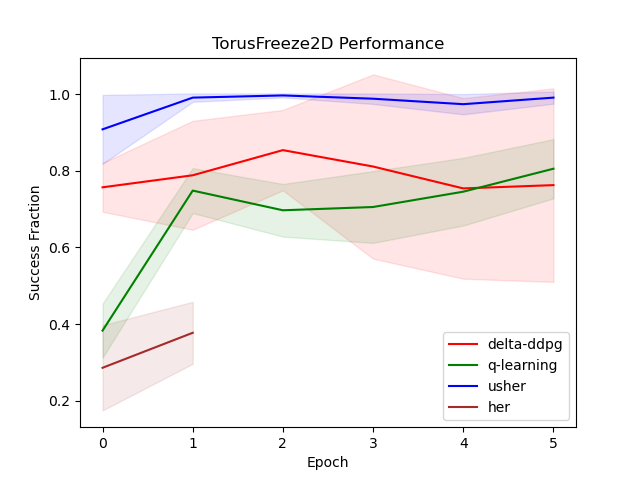 TorusFreeze2D Performance
Success Fraction
1.0
0.8
0.6
0.4
0.2
0 1 2 3 4 5
Epoch
delta-ddpg
q-learning
usher
her